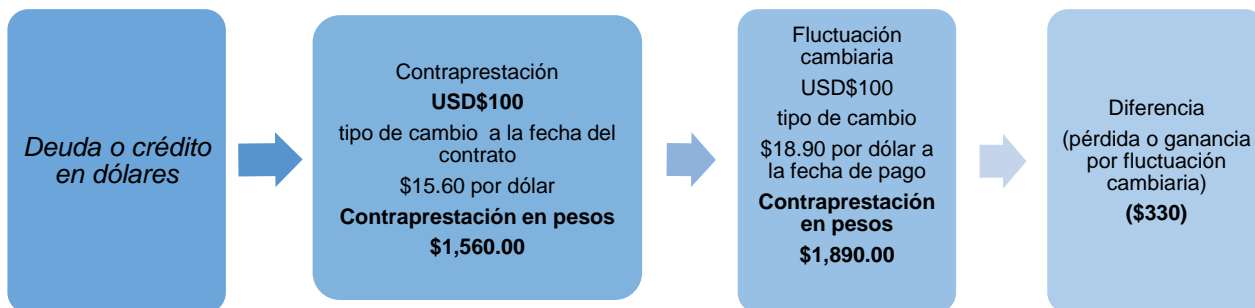 Deuda o crédito
en dólares
Contraprestación
USD$100
tipo de cambio a la fecha del
contrato
$15.60 por dólar
Contraprestación en pesos
$1,560.00
Fluctuación
cambiaria
USD$100
tipo de cambio
$18.90 por dólar a
la fecha de pago
Contraprestación
en pesos
$1,890.00
Diferencia
(pérdida o ganancia
por fluctuación
cambiaria)
($330)